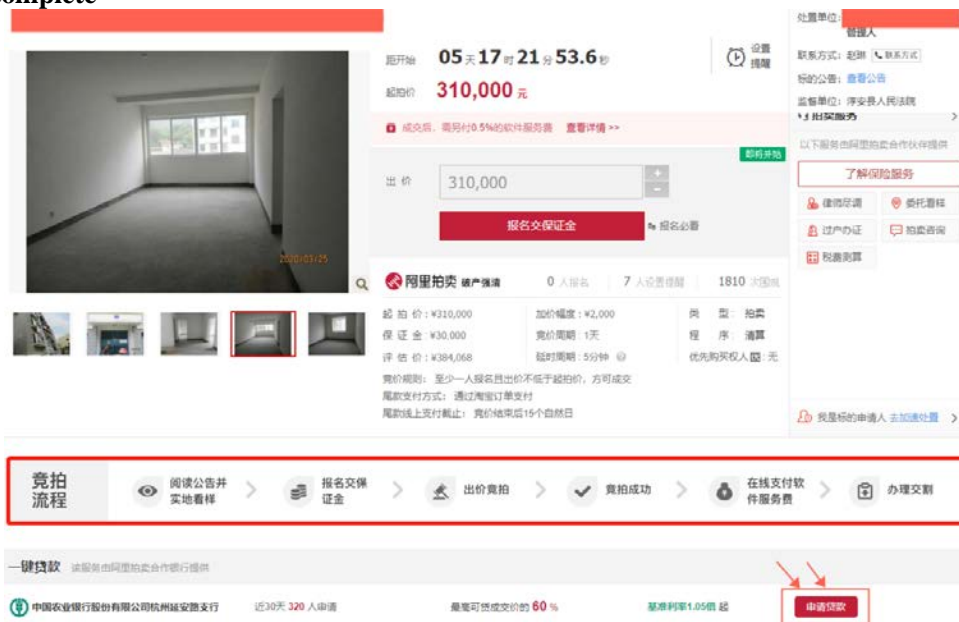 complete
处置单位:
管理人
距开始 05 天 17 时 21 分 53.6 秒
设置提醒
联系方式: 赵琳 联系方式
标的公告: 查看公告
起拍价 310,000 元
监督单位: 淳安县人民法院
成交后，需另付0.5%的软件服务费 查看详情 >>
以下服务由阿里拍卖合作伙伴提供
即将开始
了解保险服务
出价 310,000 + -
律师尽调 委托看样
报名交保证金 报名必看
过户办证 拍卖咨询
税费测算
2020/03/25
阿里拍卖 破产强清 0 人报名 7 人设置提醒 1810 次围观
起拍价: ¥310,000 加价幅度: ¥2,000 类型: 拍卖
保证金: ¥30,000 竞价周期: 1天 程序: 清算
评估价: ¥384,068 延时周期: 5分钟 优先购买权人: 无
竞价规则: 至少一人报名且出价不低于起拍价，方可成交
尾款支付方式: 通过淘宝订单支付
尾款线上支付截止: 竞价结束后15个自然日
我是标的申请人 去加速处置 >
竞拍流程
阅读公告并实地看样 > 报名交保证金 > 出价竞拍 > 竞拍成功 > 在线支付软件服务费 > 办理交割
一键贷款 该服务由阿里拍卖合作银行提供
中国农业银行股份有限公司杭州延安路支行 近30天 320 人申请 最高可贷成交价的 60 % 基准利率1.05倍 起 申请贷款